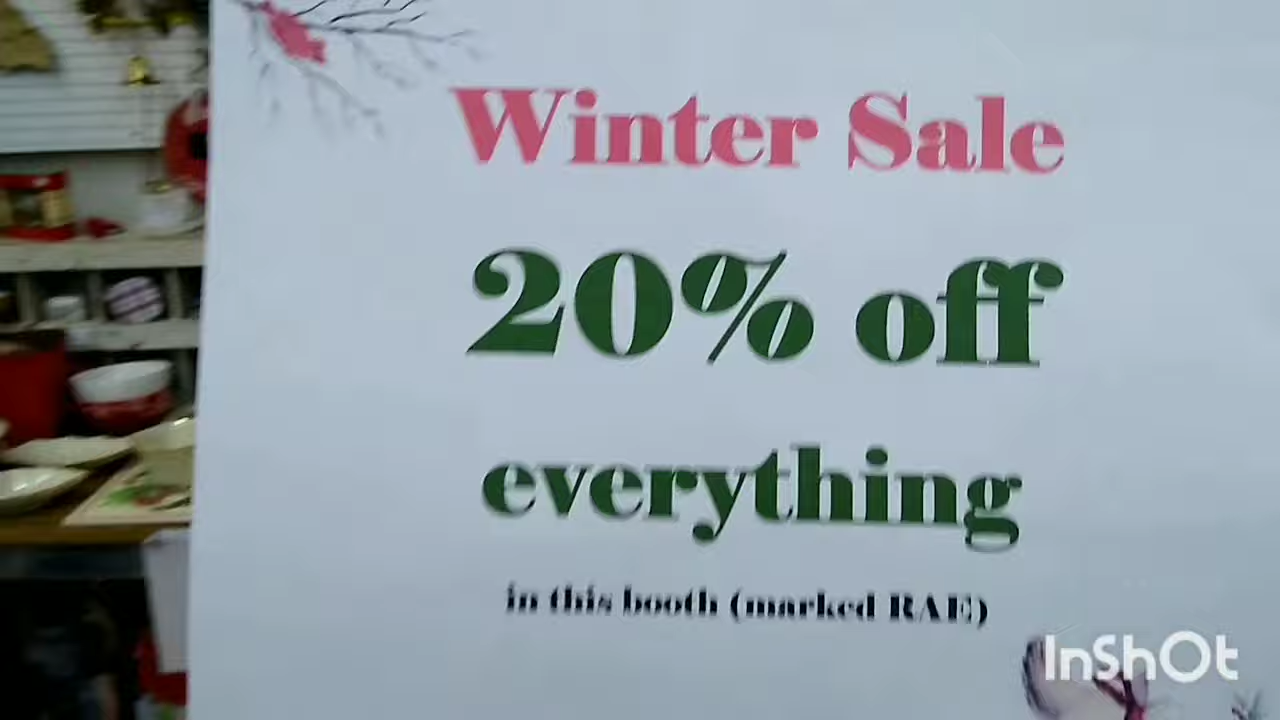 Winter Sale
20% off
everything
in this booth (marked RAE)
InShOt